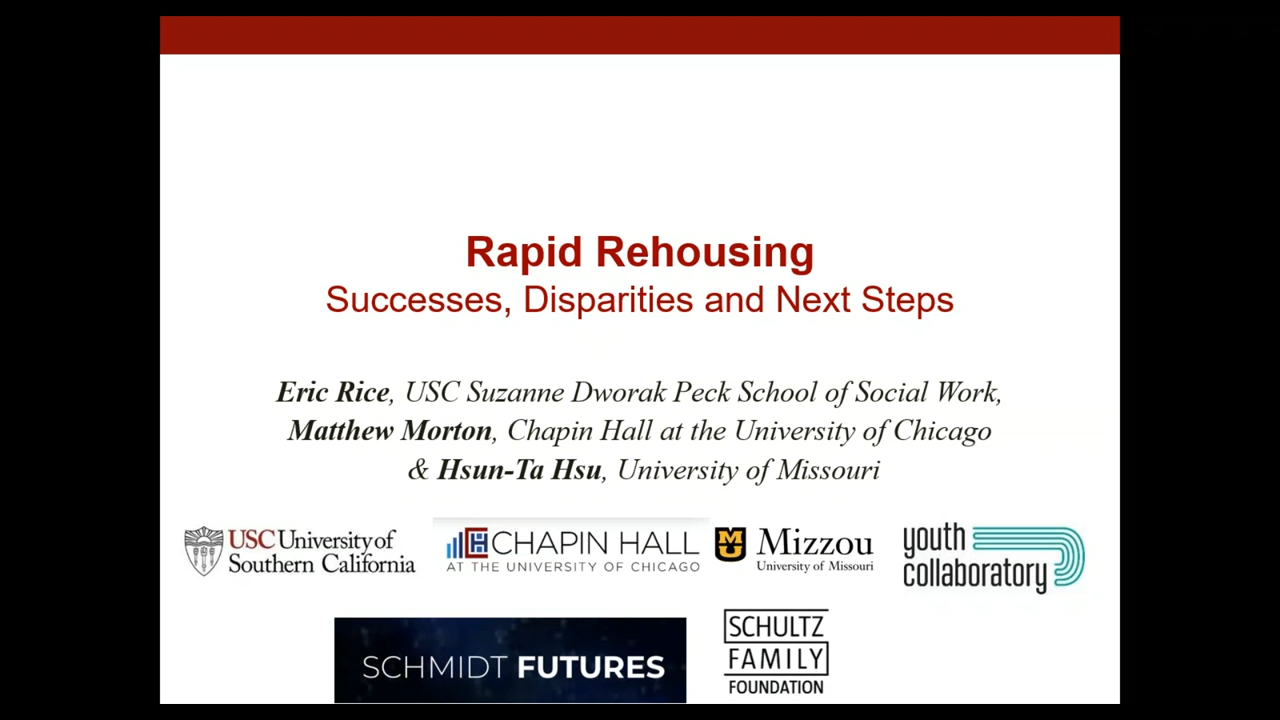 Rapid Rehousing
Successes, Disparities and Next Steps
Eric Rice, USC Suzanne Dworak Peck School of Social Work,
Matthew Morton, Chapin Hall at the University of Chicago
& Hsun-Ta Hsu, University of Missouri
USC University of
Southern California
CHAPIN HALL
AT THE UNIVERSITY OF CHICAGO
Mizzou
University of Missouri
youth
collaboratory
SCHMIDT FUTURES
SCHULTZ
FAMILY
FOUNDATION